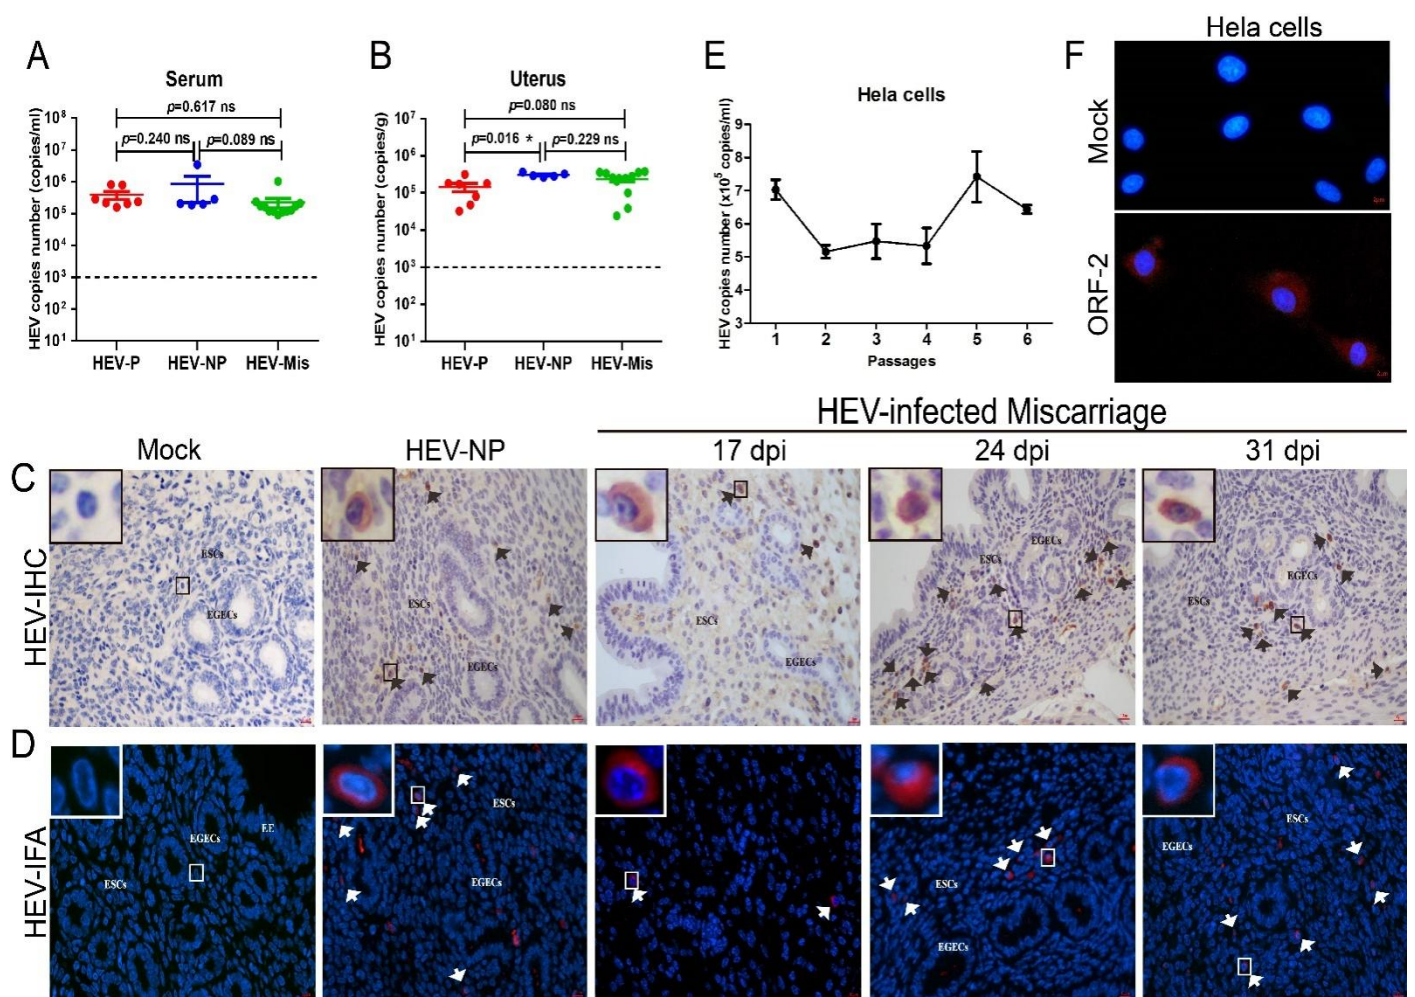 A
Serum
HEV copies number (copies/ml)
p=0.617 ns
p=0.240 ns
p=0.089 ns
10⁸
10⁷
10⁶
10⁵
10⁴
10³
10²
10¹
HEV-P
HEV-NP
HEV-Mis
B
Uterus
HEV copies number (copies/g)
p=0.080 ns
p=0.016 *
p=0.229 ns
10⁷
10⁶
10⁵
10⁴
10³
10²
10¹
HEV-P
HEV-NP
HEV-Mis
E
Hela cells
HEV copies number (x10⁵ copies/ml)
9
8
7
6
5
4
3
1 2 3 4 5 6
Passages
F
Hela cells
Mock
ORF-2
HEV-infected Miscarriage
Mock
HEV-NP
17 dpi
24 dpi
31 dpi
C
HEV-IHC
ESCs
EGECs
ESCs
EGECs
ESCs
EGECs
EGECs
ESCs
EGECs
ESCs
D
HEV-IFA
EE
EGECs
ESCs
ESCs
EGECs
ESCs
EGECs
ESCs
EGECs